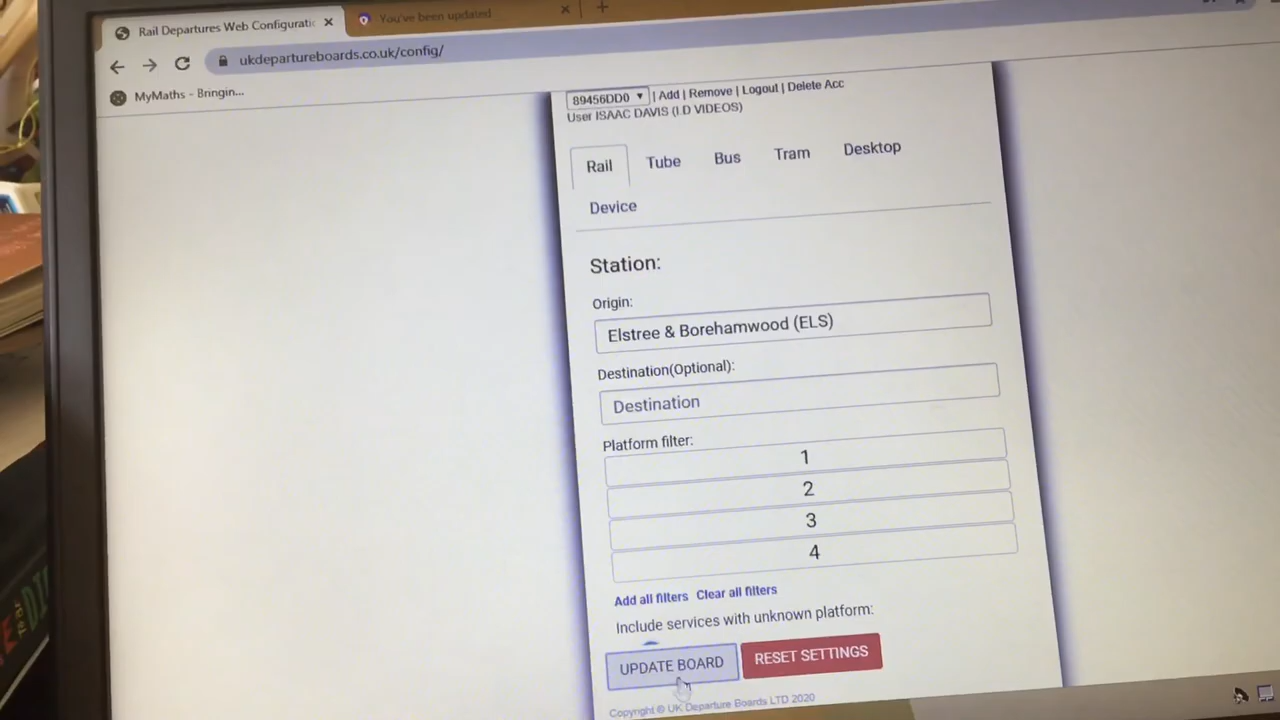 Rail Departures Web Configuratic
You've been updated
ukdepartureboards.co.uk/config/
MyMaths - Bringin...
89456DD0 | Add | Remove | Logout | Delete Acc
User ISAAC DAVIS (I.D VIDEOS)
Rail Tube Bus Tram Desktop
Device
Station:
Origin:
Elstree & Borehamwood (ELS)
Destination(Optional):
Destination
Platform filter:
1
2
3
4
Add all filters Clear all filters
Include services with unknown platform:
UPDATE BOARD RESET SETTINGS
Copyright © UK Departure Boards LTD 2020